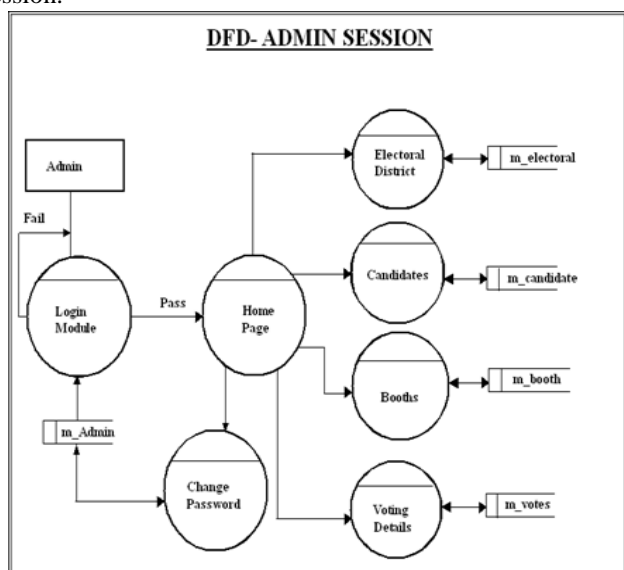 ession.
DFD- ADMIN SESSION
Admin
Fail
Login
Module
Pass
Home
Page
Electoral
District
m_electoral
Candidates
m_candidate
Booths
m_booth
m_Admin
Change
Password
Voting
Details
m_votes